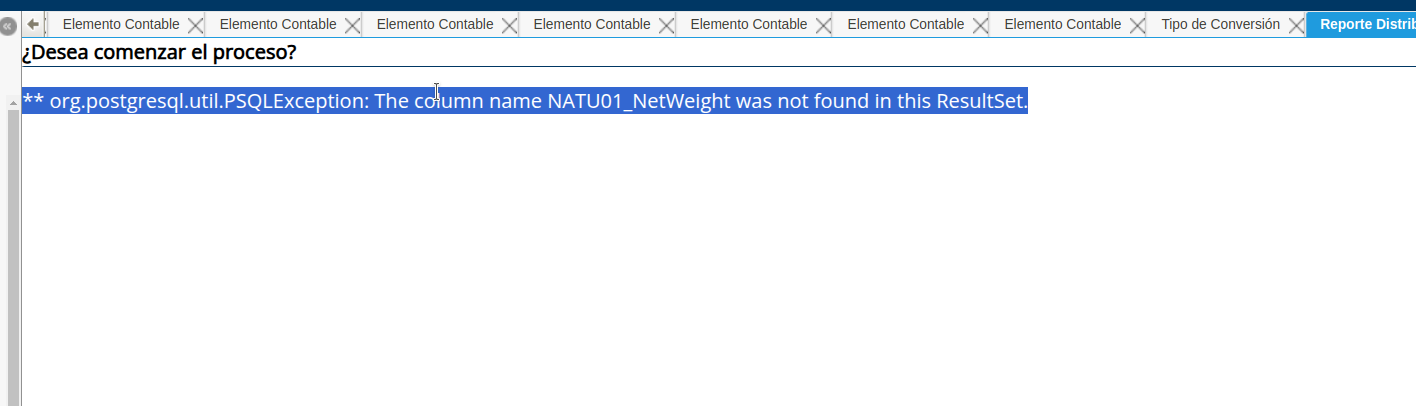 Elemento Contable Elemento Contable Elemento Contable Elemento Contable Elemento Contable Elemento Contable Elemento Contable Tipo de Conversión Reporte Distrib
¿Desea comenzar el proceso?
** org.postgresql.util.PSQLException: The column name NATU01_NetWeight was not found in this ResultSet.